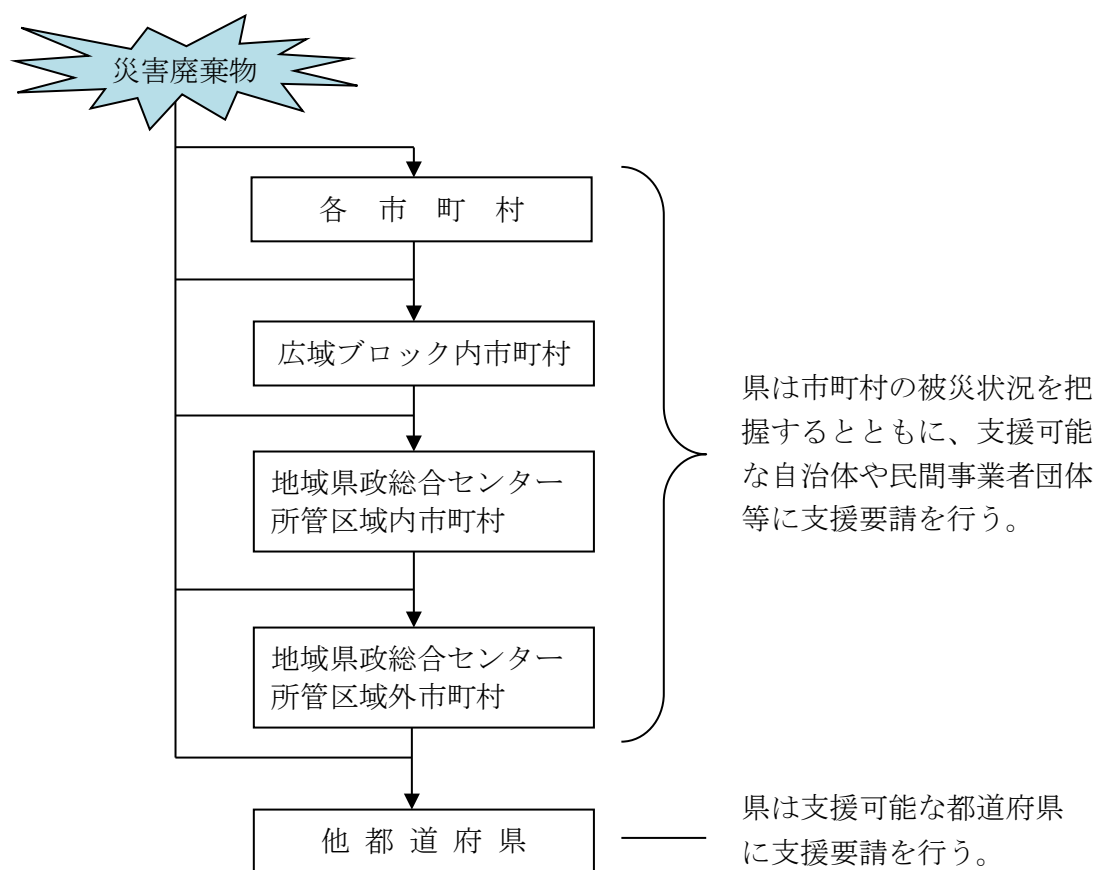 災害廃棄物
各 市 町 村
広域ブロック内市町村
地域県政総合センター
所管区域内市町村
地域県政総合センター
所管区域外市町村
県は市町村の被災状況を把
握するとともに、支援可能
な自治体や民間事業者団体
等に支援要請を行う。
他 都 道 府 県
県は支援可能な都道府県
に支援要請を行う。